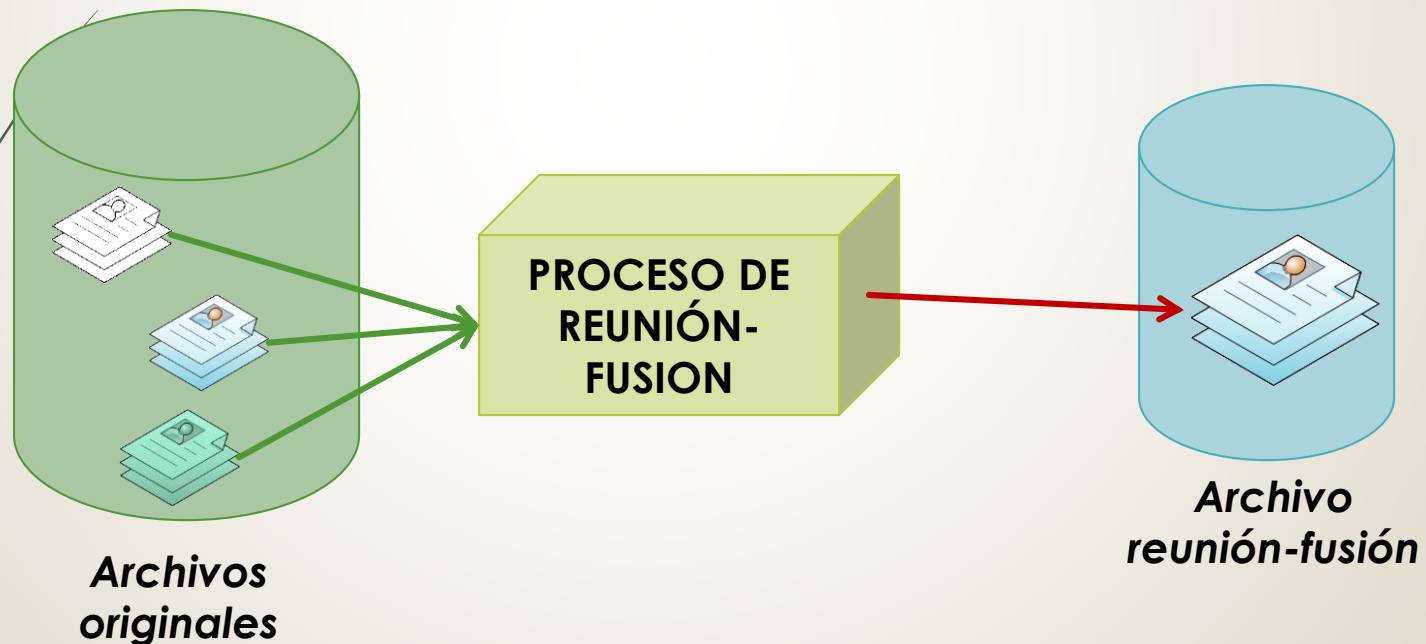 PROCESO DE
REUNIÓN-
FUSION
Archivos
originales
Archivo
reunión-fusión